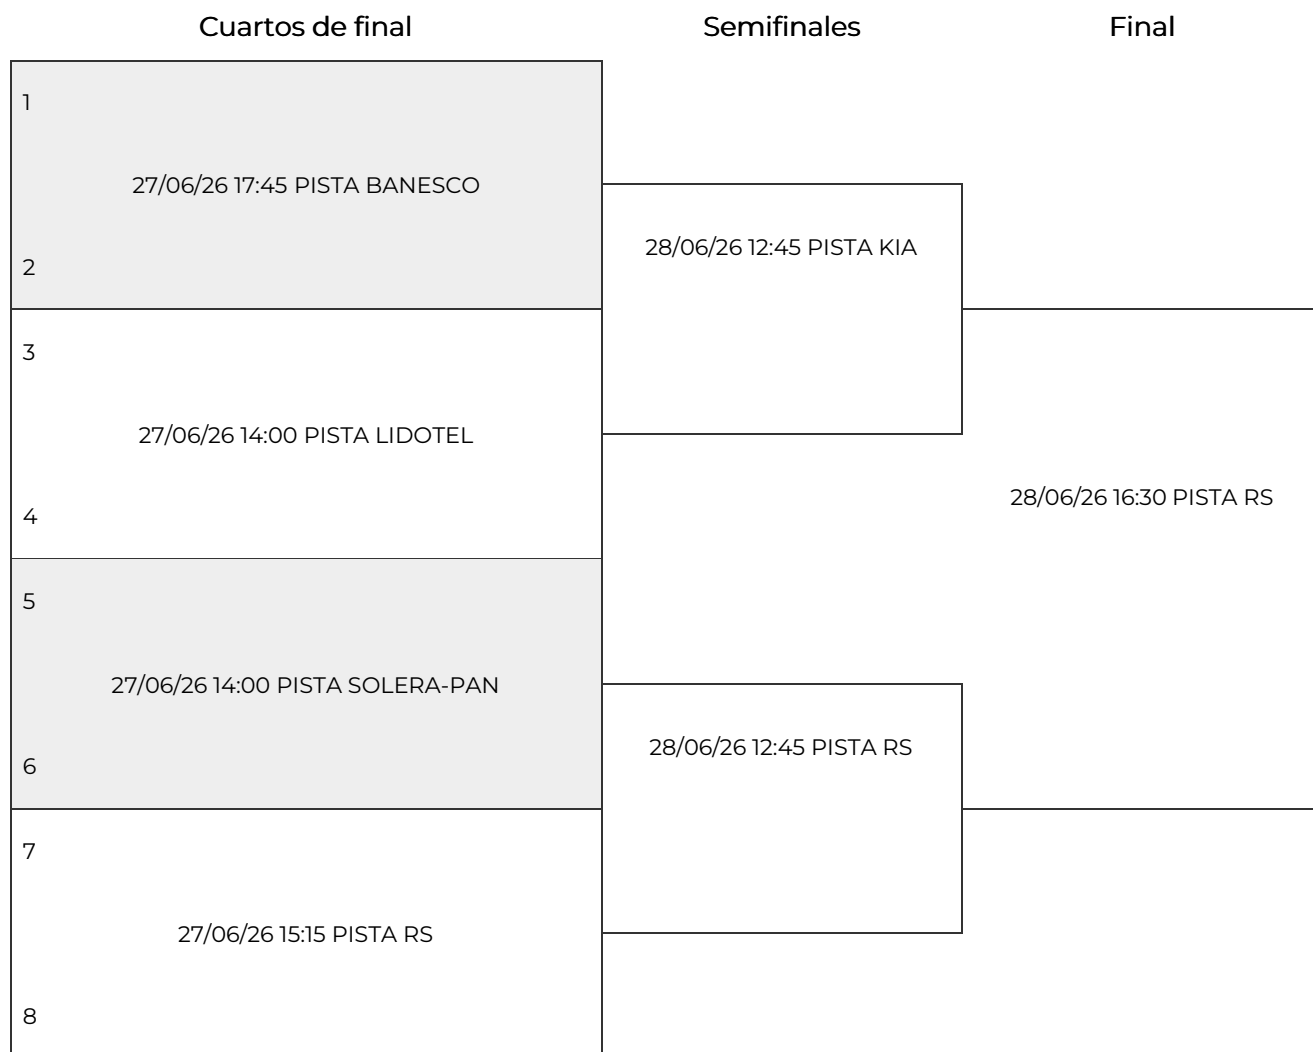 Cuartos de final
Semifinales
Final
1
27/06/26 17:45 PISTA BANESCO
2
28/06/26 12:45 PISTA KIA
3
27/06/26 14:00 PISTA LIDOTEL
4
28/06/26 16:30 PISTA RS
5
27/06/26 14:00 PISTA SOLERA-PAN
6
28/06/26 12:45 PISTA RS
7
27/06/26 15:15 PISTA RS
8